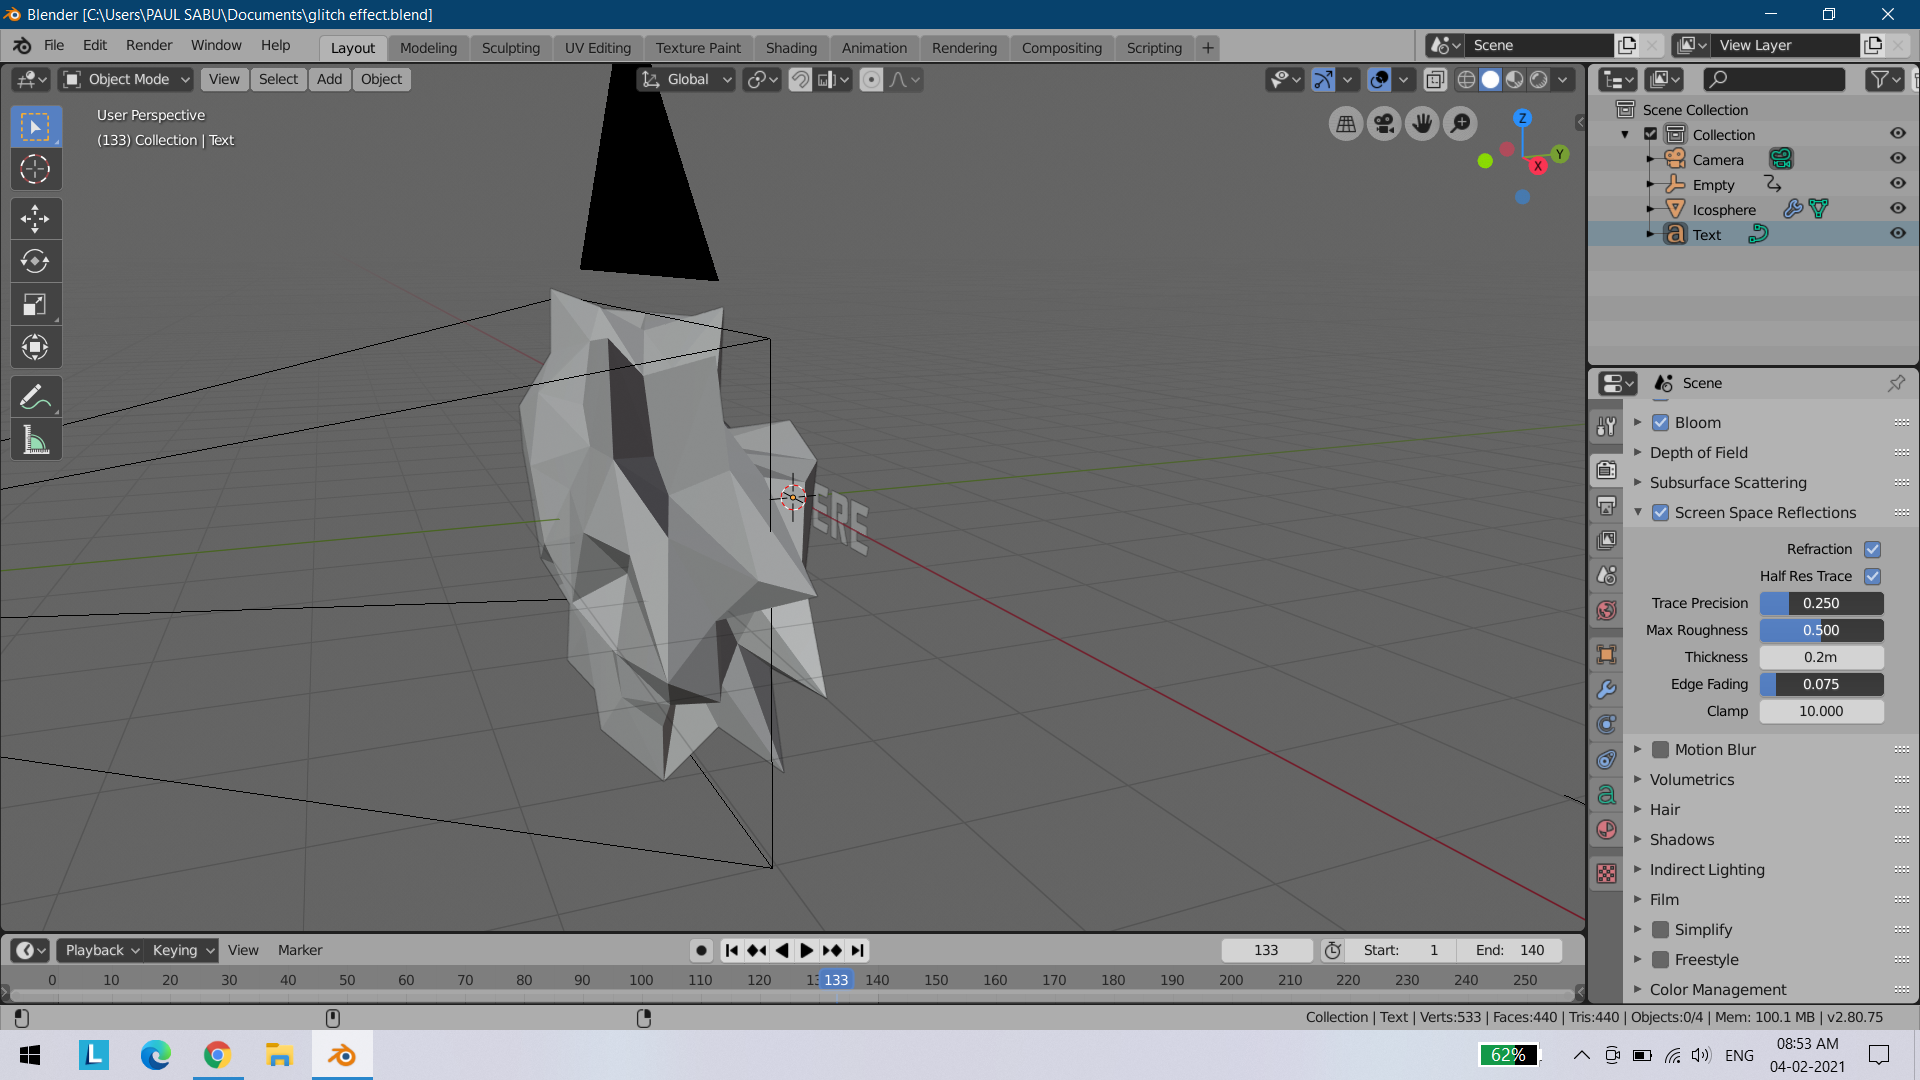 Blender [C:\Users\PAUL SABU\Documents\glitch effect.blend]
File Edit Render Window Help Layout Modeling Sculpting UV Editing Texture Paint Shading Animation Rendering Compositing Scripting + Scene View Layer
Object Mode View Select Add Object Global
User Perspective
(133) Collection | Text
Z
Y
X
ERE
Scene Collection
Collection
Camera
Empty
Icosphere
Text
Scene
Bloom
Depth of Field
Subsurface Scattering
Screen Space Reflections
Refraction
Half Res Trace
Trace Precision 0.250
Max Roughness 0.500
Thickness 0.2m
Edge Fading 0.075
Clamp 10.000
Motion Blur
Volumetrics
Hair
Shadows
Indirect Lighting
Film
Simplify
Freestyle
Color Management
Playback Keying View Marker 133 Start: 1 End: 140
0 10 20 30 40 50 60 70 80 90 100 110 120 133 140 150 160 170 180 190 200 210 220 230 240 250
Collection | Text | Verts:533 | Faces:440 | Tris:440 | Objects:0/4 | Mem: 100.1 MB | v2.80.75
L 62% ENG 08:53 AM
04-02-2021